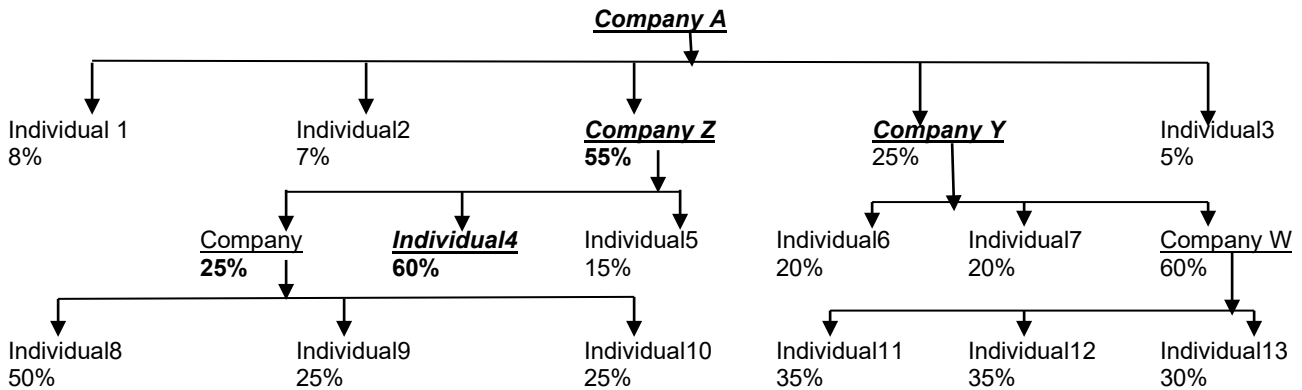 Company A
Individual 1 Individual2 Company Z Company Y Individual3
8% 7% 55% 25% 5%
Company Individual4 Individual5 Individual6 Individual7 Company W
25% 60% 15% 20% 20% 60%
Individual8 Individual9 Individual10 Individual11 Individual12 Individual13
50% 25% 25% 35% 35% 30%